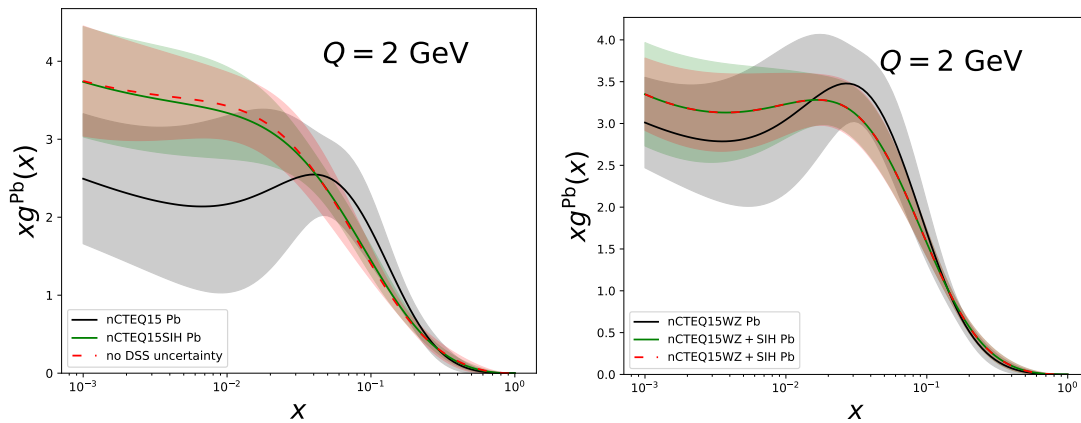 Q = 2 GeV
4
3
2
1
0
xg^Pb(x)
nCTEQ15 Pb
nCTEQ15SIH Pb
no DSS uncertainty
10^−3
10^−2
10^−1
10^0
x
Q = 2 GeV
4.0
3.5
3.0
2.5
2.0
1.5
1.0
0.5
0.0
xg^Pb(x)
nCTEQ15WZ Pb
nCTEQ15WZ + SIH Pb
nCTEQ15WZ + SIH Pb
10^−3
10^−2
10^−1
10^0
x